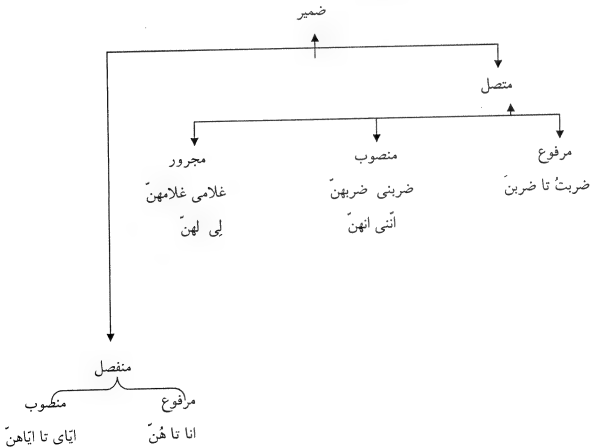 ضمیر
متصل
مرفوع
ضربتُ تا ضربنَ
منصوب
ضربنی ضربهنّ
انّنی انهنّ
مجرور
غلامی غلامهنّ
لِی لهنّ
منفصل
مرفوع
انا تا هُنّ
منصوب
ایّای تا ایّاهنّ